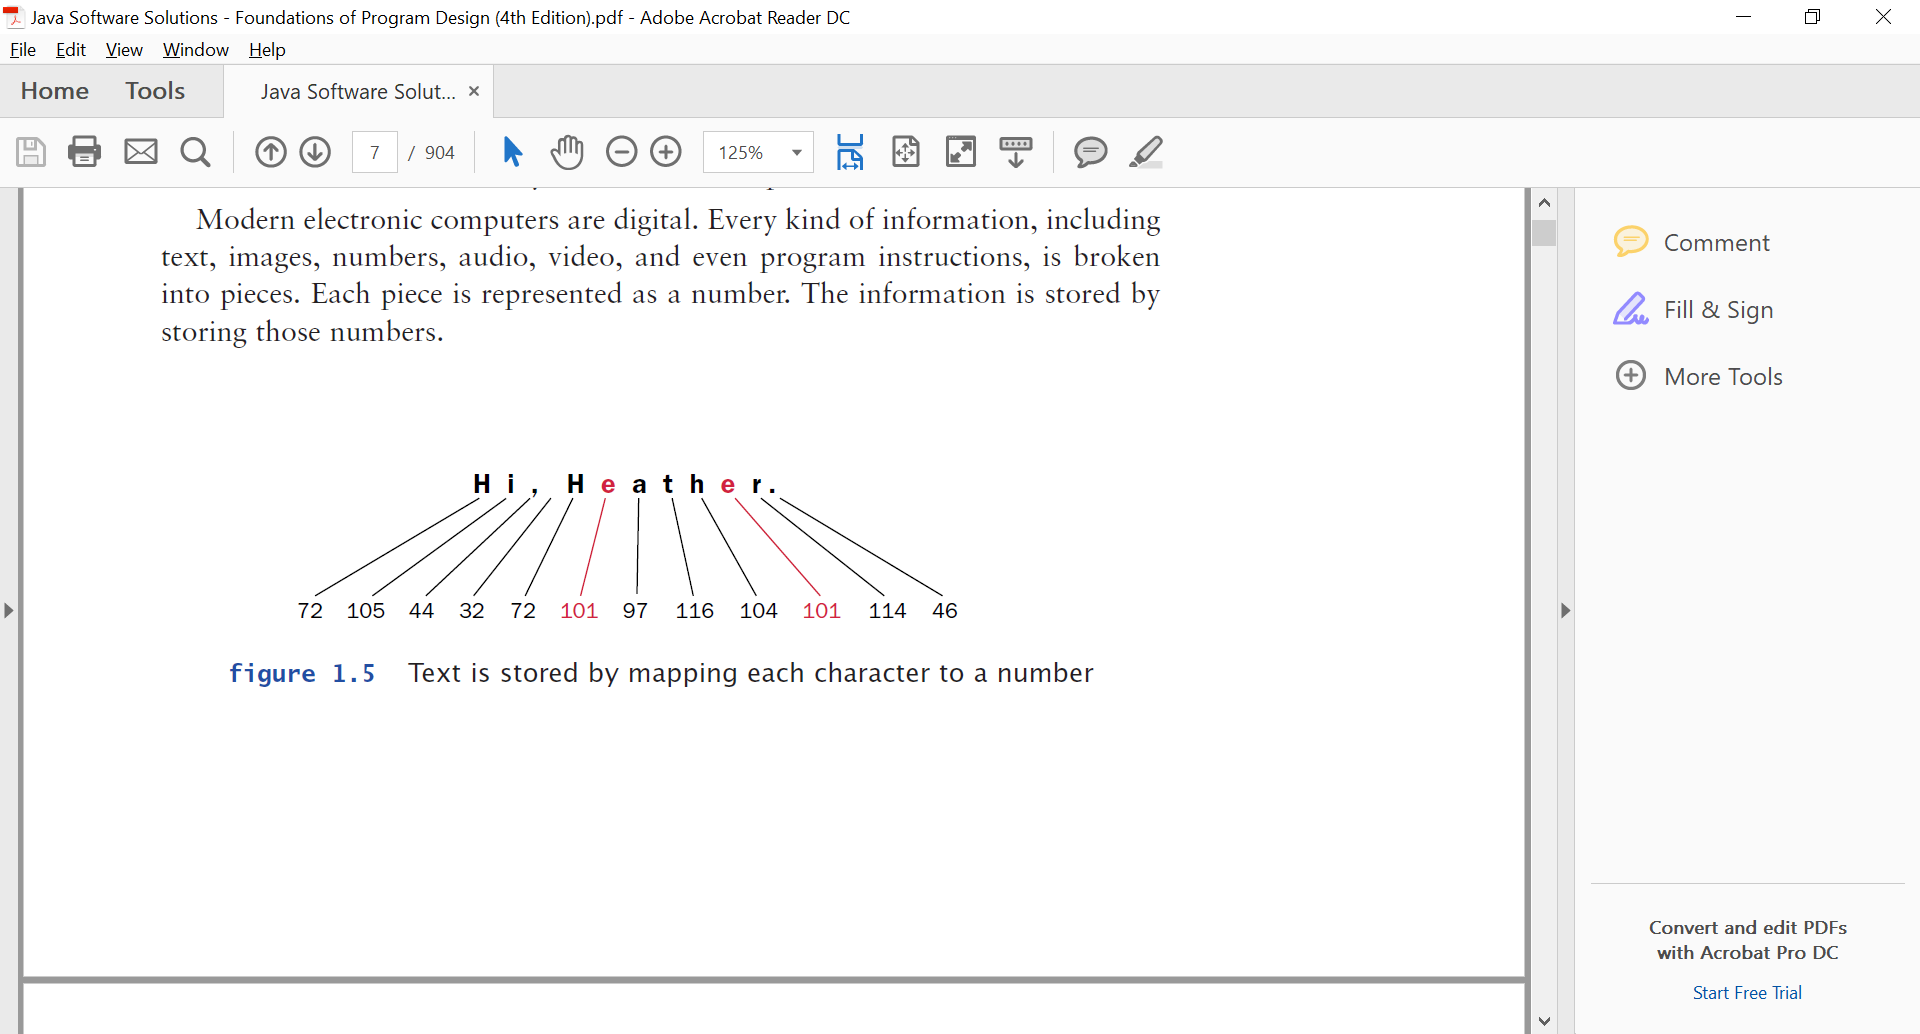 Java Software Solutions - Foundations of Program Design (4th Edition).pdf - Adobe Acrobat Reader DC
File Edit View Window Help
Home Tools Java Software Solut... ×
7 / 904 125%
Modern electronic computers are digital. Every kind of information, including
text, images, numbers, audio, video, and even program instructions, is broken
into pieces. Each piece is represented as a number. The information is stored by
storing those numbers.
Hi, Heather.
72 105 44 32 72 101 97 116 104 101 114 46
figure 1.5 Text is stored by mapping each character to a number
Comment
Fill & Sign
More Tools
Convert and edit PDFs
with Acrobat Pro DC
Start Free Trial